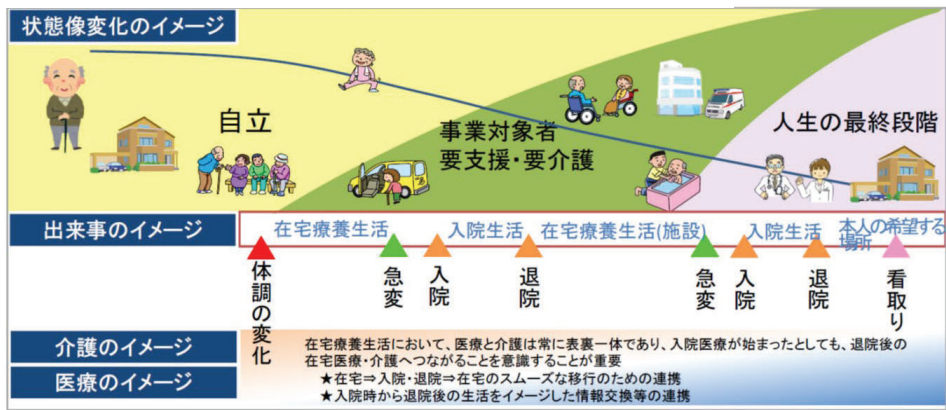 状態像変化のイメージ
自立
事業対象者
要支援・要介護
人生の最終段階
出来事のイメージ
在宅療養生活
入院生活
在宅療養生活(施設)
入院生活
本人の希望する
場所
体調の変化
急変
入院
退院
急変
入院
退院
看取り
介護のイメージ
医療のイメージ
在宅療養生活において、医療と介護は常に表裏一体であり、入院医療が始まったとしても、退院後の
在宅医療・介護へつながることを意識することが重要
★在宅⇒入院・退院⇒在宅のスムーズな移行のための連携
★入院時から退院後の生活をイメージした情報交換等の連携